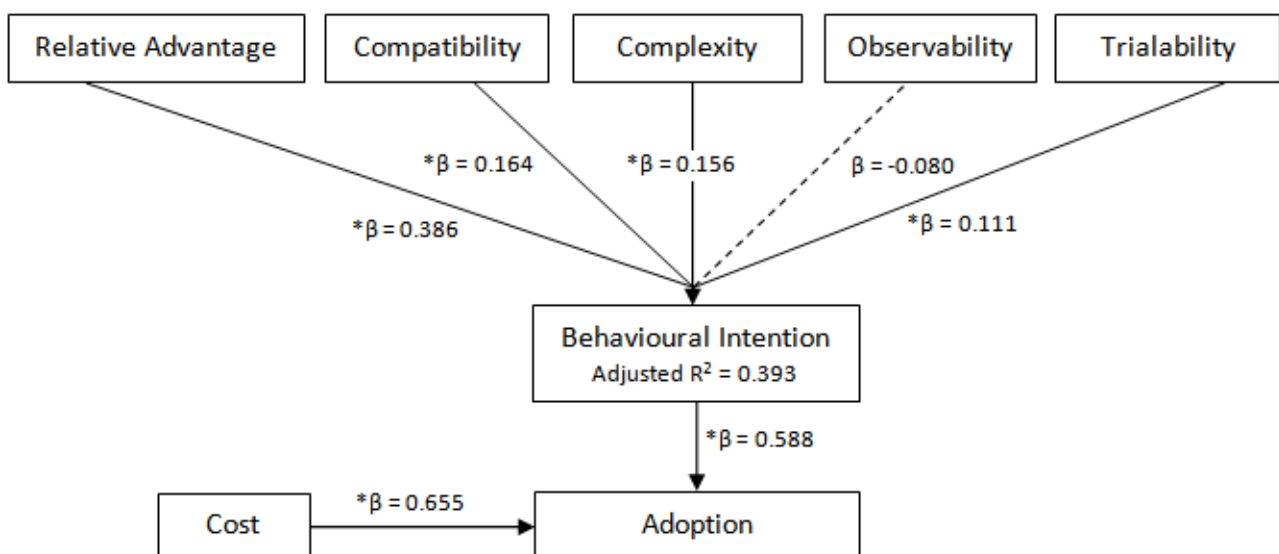 Relative Advantage
Compatibility
Complexity
Observability
Trialability
*β = 0.164
*β = 0.156
β = -0.080
*β = 0.386
*β = 0.111
Behavioural Intention
Adjusted R² = 0.393
*β = 0.588
*β = 0.655
Cost
Adoption